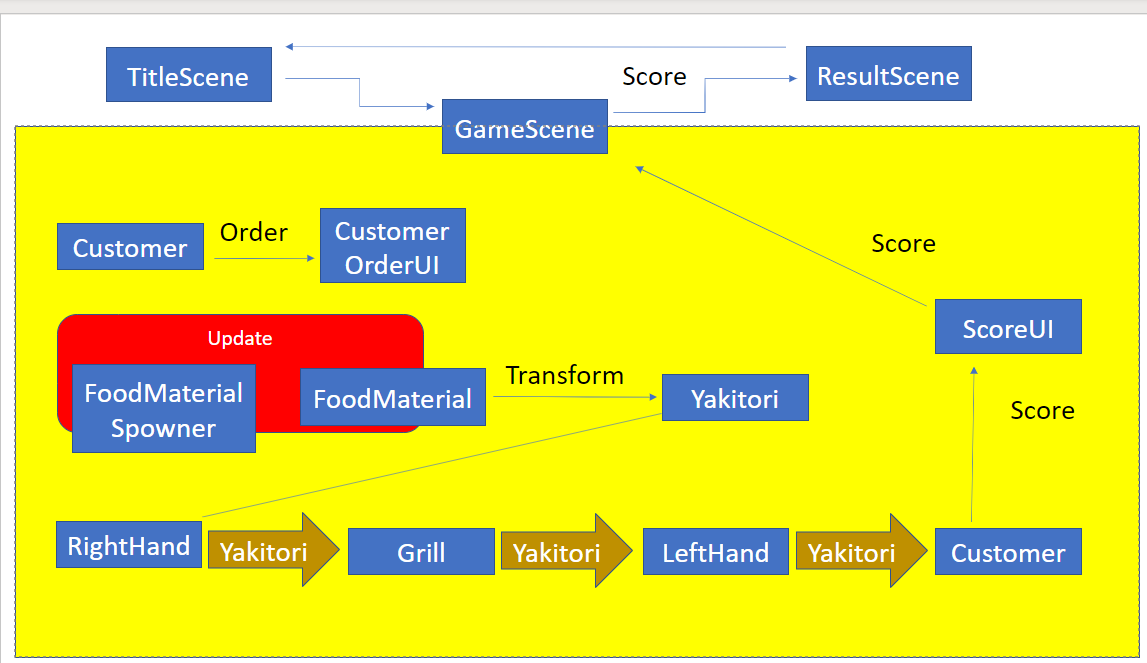 TitleScene
Score
ResultScene
GameScene
Customer
Order
Customer
OrderUI
Score
ScoreUI
Update
FoodMaterial
Spowner
FoodMaterial
Transform
Yakitori
Score
RightHand
Yakitori
Grill
Yakitori
LeftHand
Yakitori
Customer